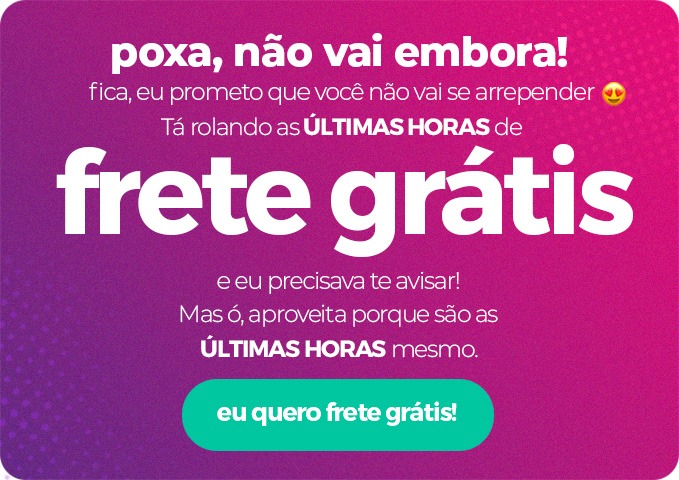 poxa, não vai embora!
fica, eu prometo que você não vai se arrepender 😍
Tá rolando as ÚLTIMAS HORAS de
frete grátis
e eu precisava te avisar!
Mas ó, aproveita porque são as
ÚLTIMAS HORAS mesmo.
eu quero frete grátis!